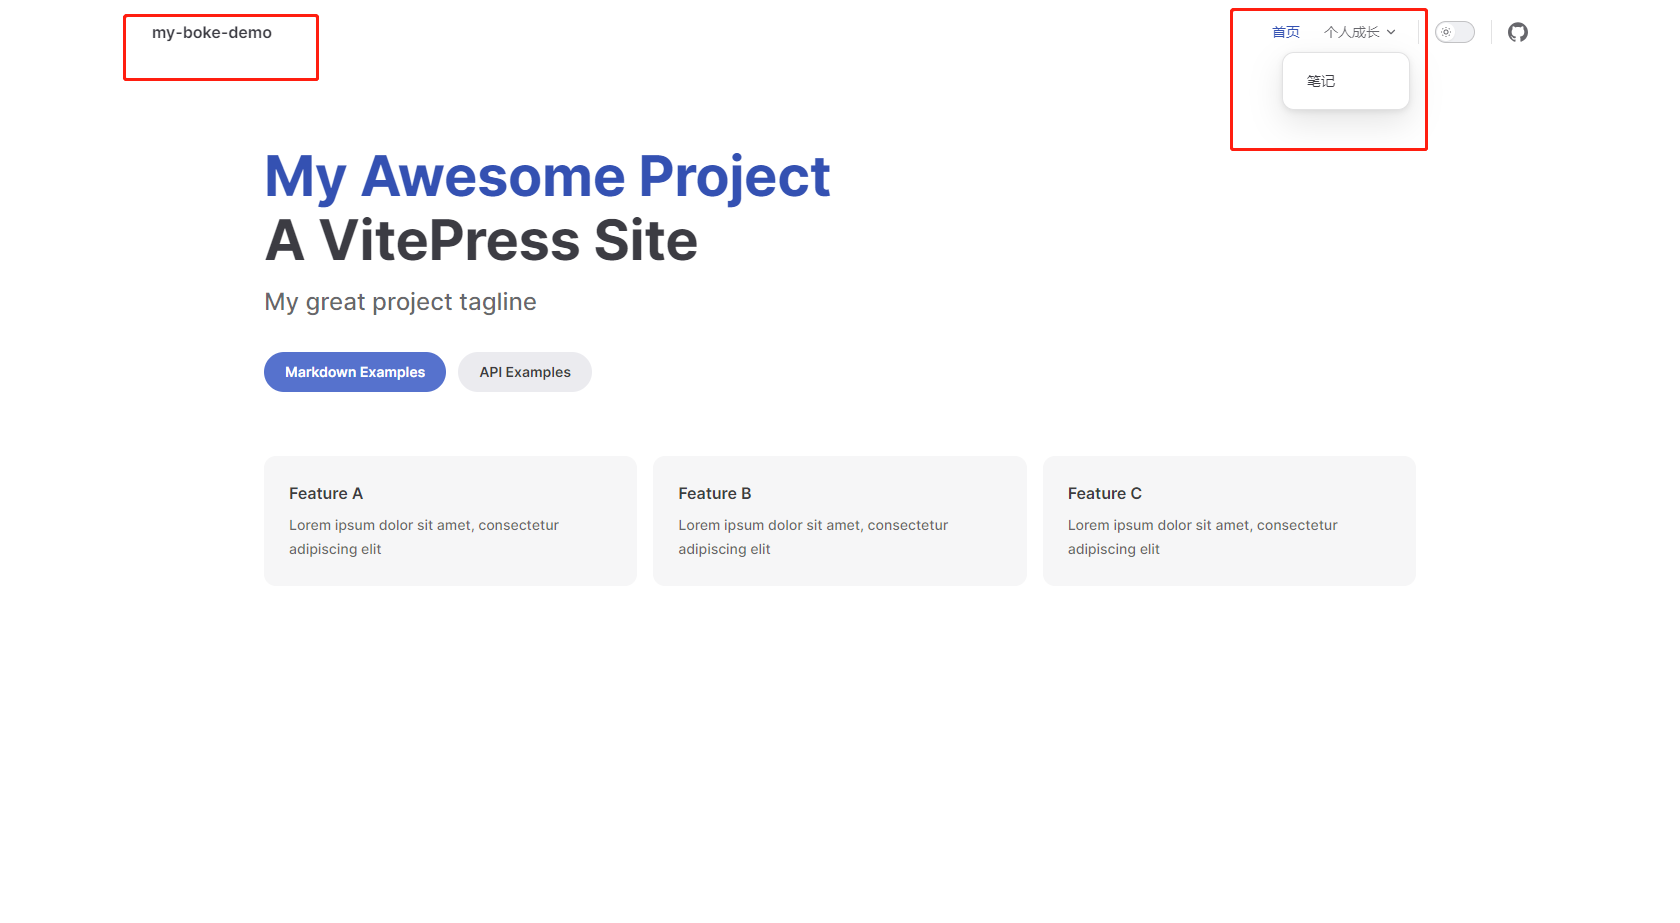 my-boke-demo
首页 个人成长
笔记
My Awesome Project
A VitePress Site
My great project tagline
Markdown Examples API Examples
Feature A
Lorem ipsum dolor sit amet, consectetur
adipiscing elit
Feature B
Lorem ipsum dolor sit amet, consectetur
adipiscing elit
Feature C
Lorem ipsum dolor sit amet, consectetur
adipiscing elit